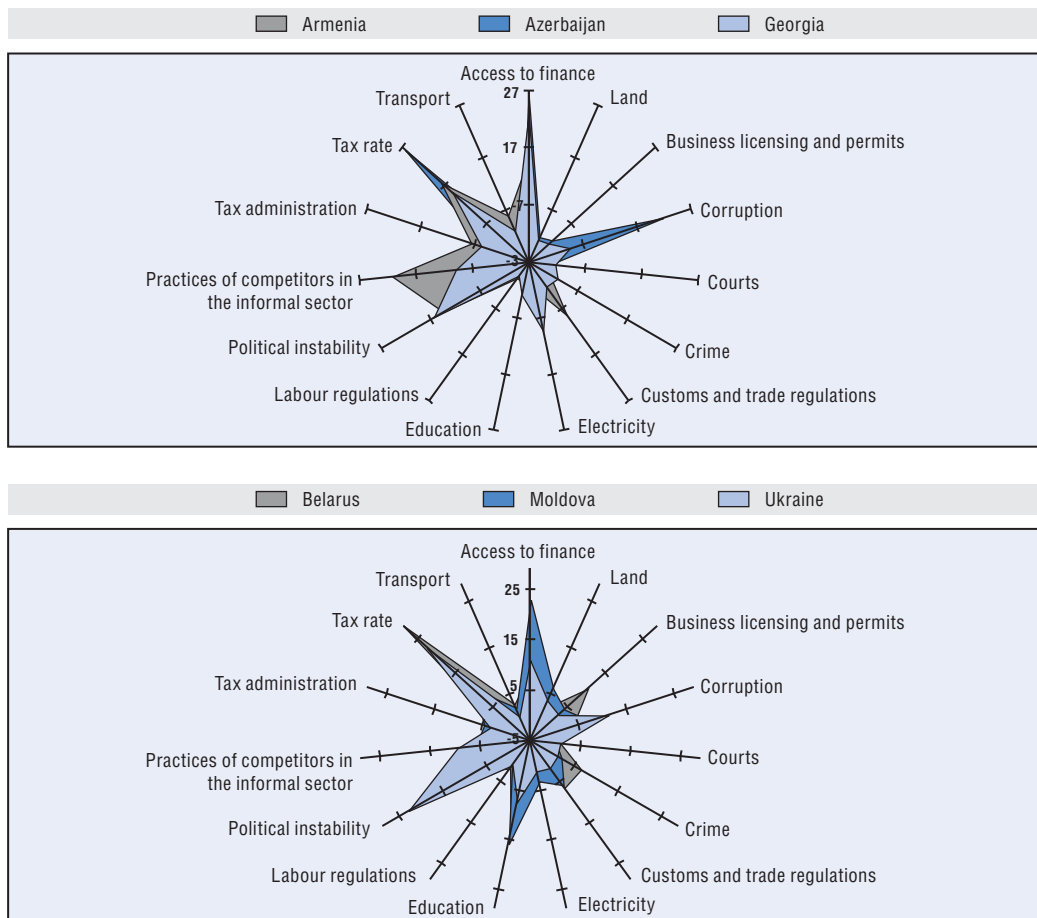 Armenia Azerbaijan Georgia
Access to finance
27
Transport
Land
Tax rate
17
Business licensing and permits
Tax administration
-7
Corruption
Practices of competitors in
the informal sector
-3
Courts
Political instability
Crime
Labour regulations
Customs and trade regulations
Education
Electricity
Belarus Moldova Ukraine
Access to finance
Transport
25
Land
Tax rate
15
Business licensing and permits
Tax administration
5
Corruption
Practices of competitors in
the informal sector
-5
Courts
Political instability
Crime
Labour regulations
Customs and trade regulations
Education
Electricity